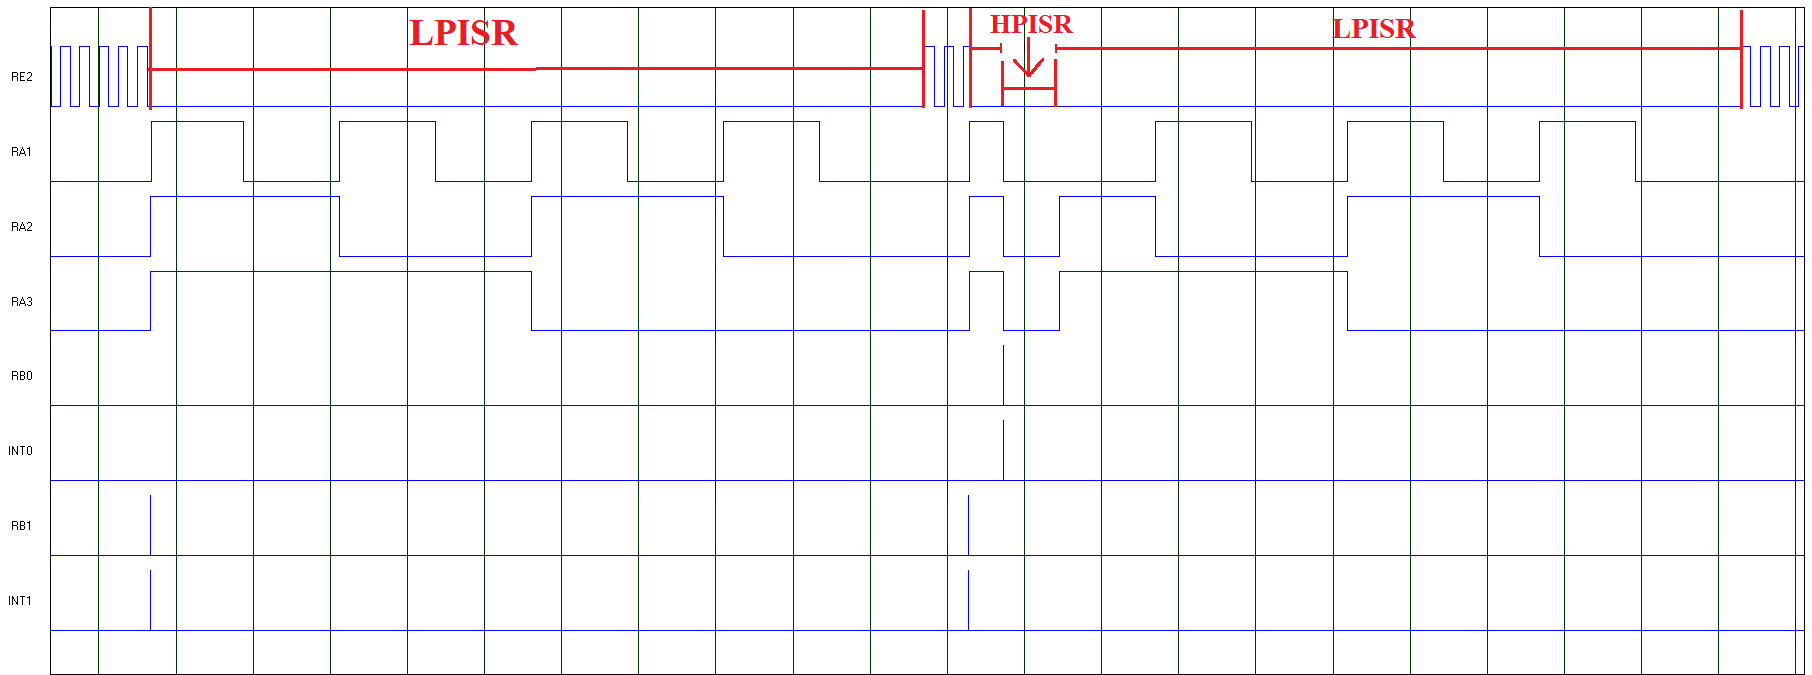 LPISR
HPISR
LPISR
RE2
RA1
RA2
RA3
RB0
INT0
RB1
INT1